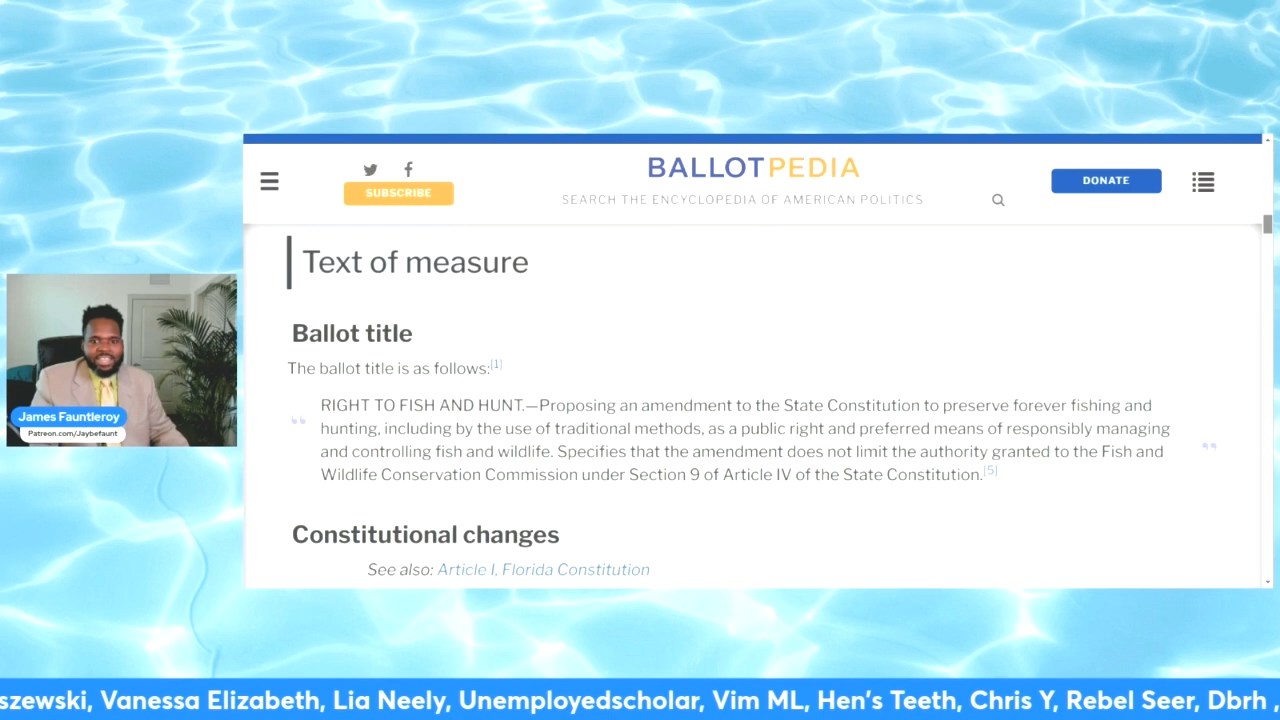 BALLOTPEDIA
SUBSCRIBE
SEARCH THE ENCYCLOPEDIA OF AMERICAN POLITICS
DONATE
Text of measure
Ballot title
The ballot title is as follows:[1]
RIGHT TO FISH AND HUNT.—Proposing an amendment to the State Constitution to preserve forever fishing and
hunting, including by the use of traditional methods, as a public right and preferred means of responsibly managing
and controlling fish and wildlife. Specifies that the amendment does not limit the authority granted to the Fish and
Wildlife Conservation Commission under Section 9 of Article IV of the State Constitution.[5]
Constitutional changes
See also: Article I, Florida Constitution
James Fauntleroy
Patreon.com/Jaybefaunt
szewski, Vanessa Elizabeth, Lia Neely, Unemployedscholar, Vim ML, Hen's Teeth, Chris Y, Rebel Seer, Dbrh ,